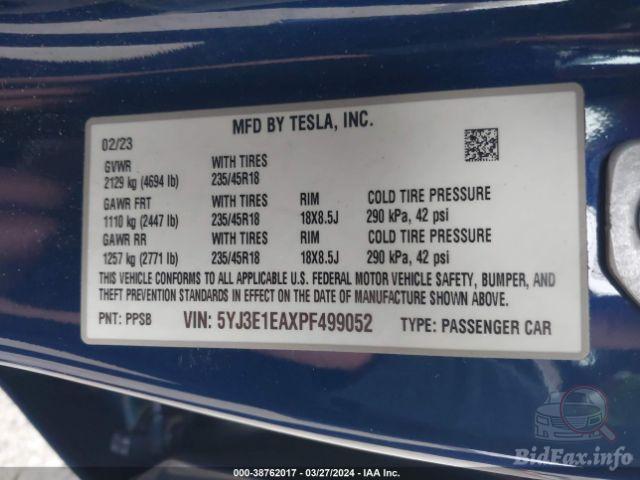 MFD BY TESLA, INC.
02/23
GVWR WITH TIRES
2129 kg (4694 lb) 235/45R18
GAWR FRT WITH TIRES RIM COLD TIRE PRESSURE
1110 kg (2447 lb) 235/45R18 18X8.5J 290 kPa, 42 psi
GAWR RR WITH TIRES RIM COLD TIRE PRESSURE
1257 kg (2771 lb) 235/45R18 18X8.5J 290 kPa, 42 psi
THIS VEHICLE CONFORMS TO ALL APPLICABLE U.S. FEDERAL MOTOR VEHICLE SAFETY, BUMPER, AND
THEFT PREVENTION STANDARDS IN EFFECT ON THE DATE OF MANUFACTURE SHOWN ABOVE.
PNT: PPSB VIN: 5YJ3E1EAXPF499052 TYPE: PASSENGER CAR
BidFax.info
000-38762017 - 03/27/2024 - IAA Inc.